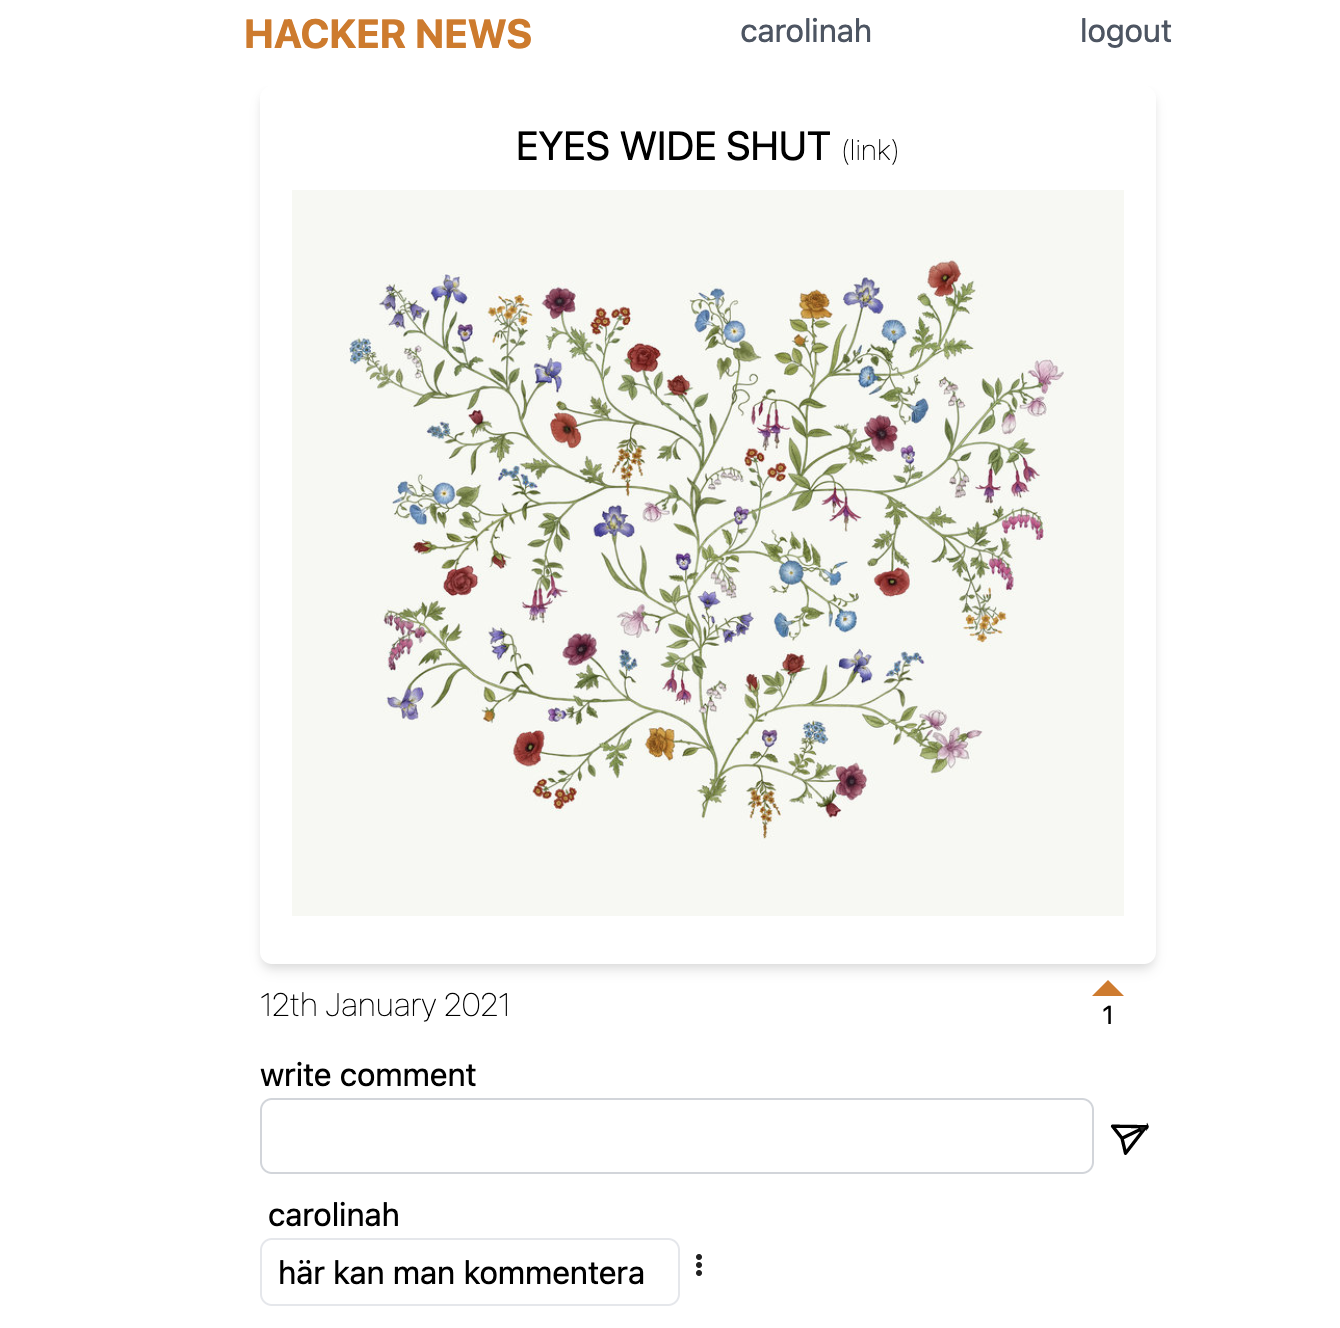 HACKER NEWS carolinah logout
EYES WIDE SHUT (link)
12th January 2021
1
write comment
carolinah
här kan man kommentera